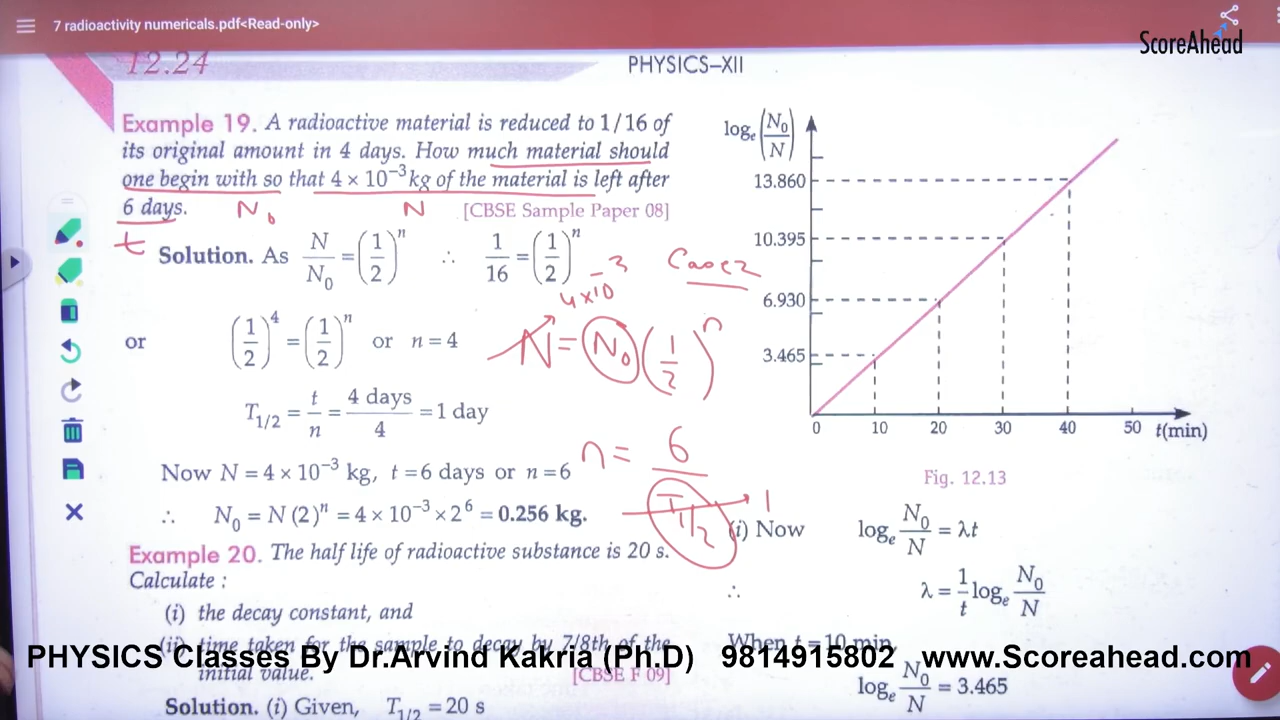 7 radioactivity numericals.pdf<Read-only>
ScoreAhead
12.24
PHYSICS–XII
Example 19. A radioactive material is reduced to 1/16 of
its original amount in 4 days. How much material should
one begin with so that 4 × 10⁻³ kg of the material is left after
6 days.
N₀
N
[CBSE Sample Paper 08]
t
Solution. As N/N₀ = (1/2)ⁿ ∴ 1/16 = (1/2)ⁿ
Case 2
4×10⁻³
or (1/2)⁴ = (1/2)ⁿ or n = 4
N = N₀ (1/2)ⁿ
T₁/₂ = t/n = 4 days/4 = 1 day
Now N = 4 × 10⁻³ kg, t = 6 days or n = 6
n = 6/T₁/₂
1
∴ N₀ = N (2)ⁿ = 4 × 10⁻³ × 2⁶ = 0.256 kg.
Example 20. The half life of radioactive substance is 20 s.
Calculate :
(i) the decay constant, and
(ii) time taken for the sample to decay by 7/8th of the
initial value.
[CBSE F 09]
Solution. (i) Given, T₁/₂ = 20 s
logₑ (N₀/N)
13.860
10.395
6.930
3.465
0 10 20 30 40 50 t(min)
Fig. 12.13
(i) Now logₑ N₀/N = λt
∴ λ = 1/t logₑ N₀/N
When t = 10 min,
logₑ N₀/N = 3.465
PHYSICS Classes By Dr.Arvind Kakria (Ph.D) 9814915802 www.Scoreahead.com